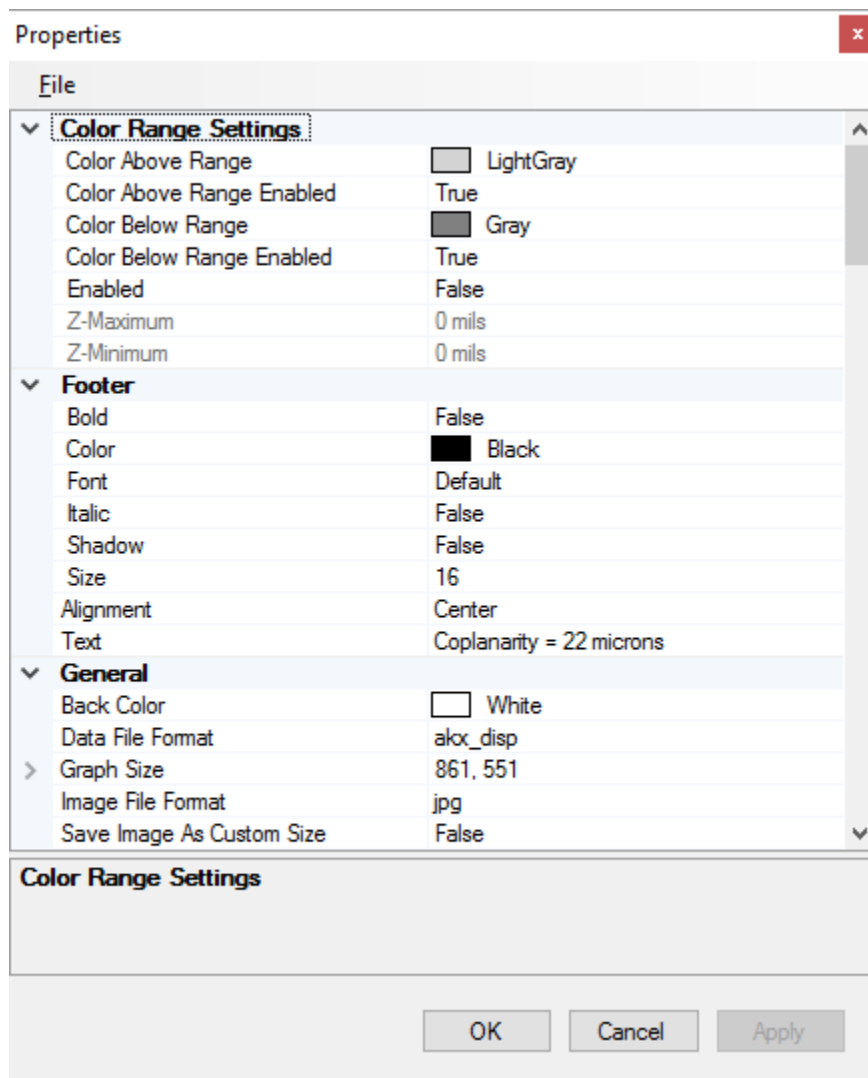 Properties
x
File
Color Range Settings
Color Above Range LightGray
Color Above Range Enabled True
Color Below Range Gray
Color Below Range Enabled True
Enabled False
Z-Maximum 0 mils
Z-Minimum 0 mils
Footer
Bold False
Color Black
Font Default
Italic False
Shadow False
Size 16
Alignment Center
Text Coplanarity = 22 microns
General
Back Color White
Data File Format akx_disp
Graph Size 861, 551
Image File Format jpg
Save Image As Custom Size False
Color Range Settings
OK Cancel Apply